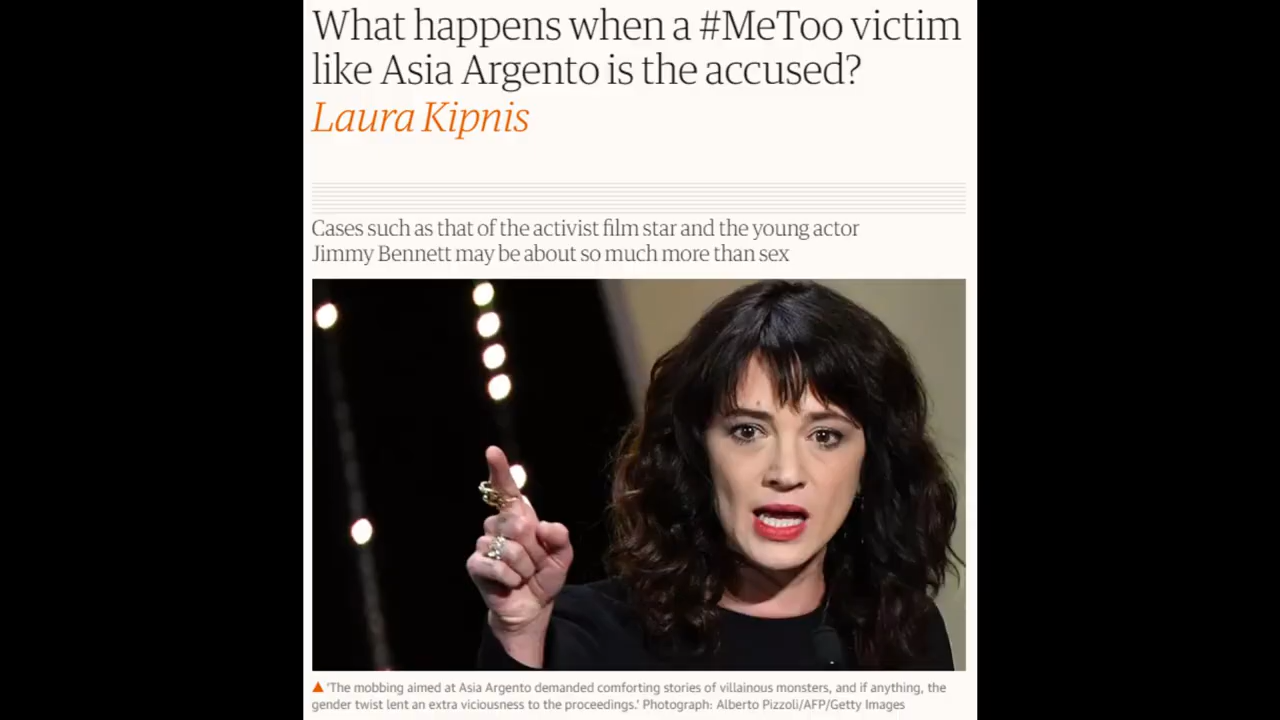 What happens when a #MeToo victim
like Asia Argento is the accused?
Laura Kipnis
Cases such as that of the activist film star and the young actor
Jimmy Bennett may be about so much more than sex
'The mobbing aimed at Asia Argento demanded comforting stories of villainous monsters, and if anything, the
gender twist lent an extra viciousness to the proceedings.' Photograph: Alberto Pizzoli/AFP/Getty Images